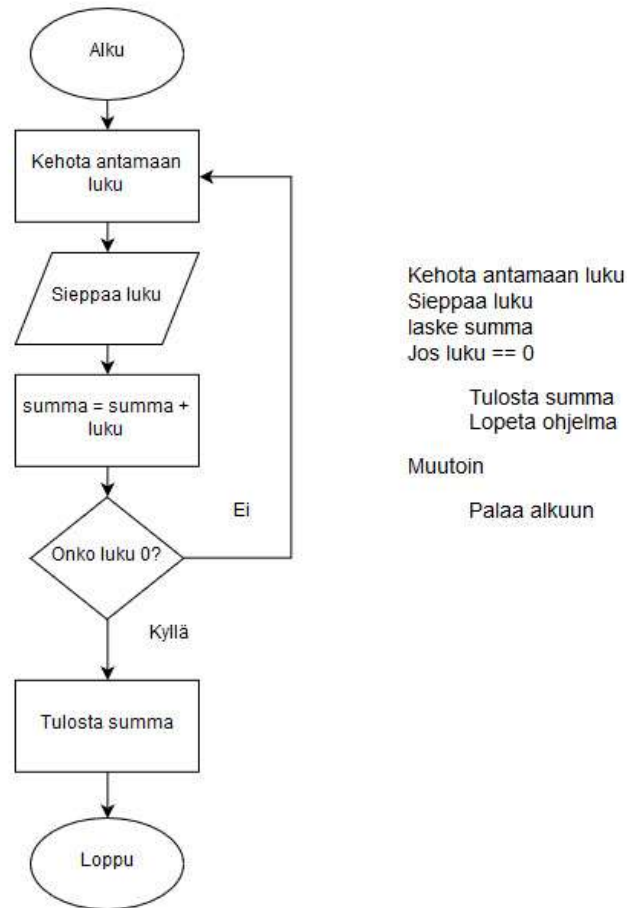 Alku
Kehota antamaan
luku
Sieppaa luku
summa = summa +
luku
Onko luku 0?
Ei
Kyllä
Tulosta summa
Loppu
Kehota antamaan luku
Sieppaa luku
laske summa
Jos luku == 0
Tulosta summa
Lopeta ohjelma
Muutoin
Palaa alkuun